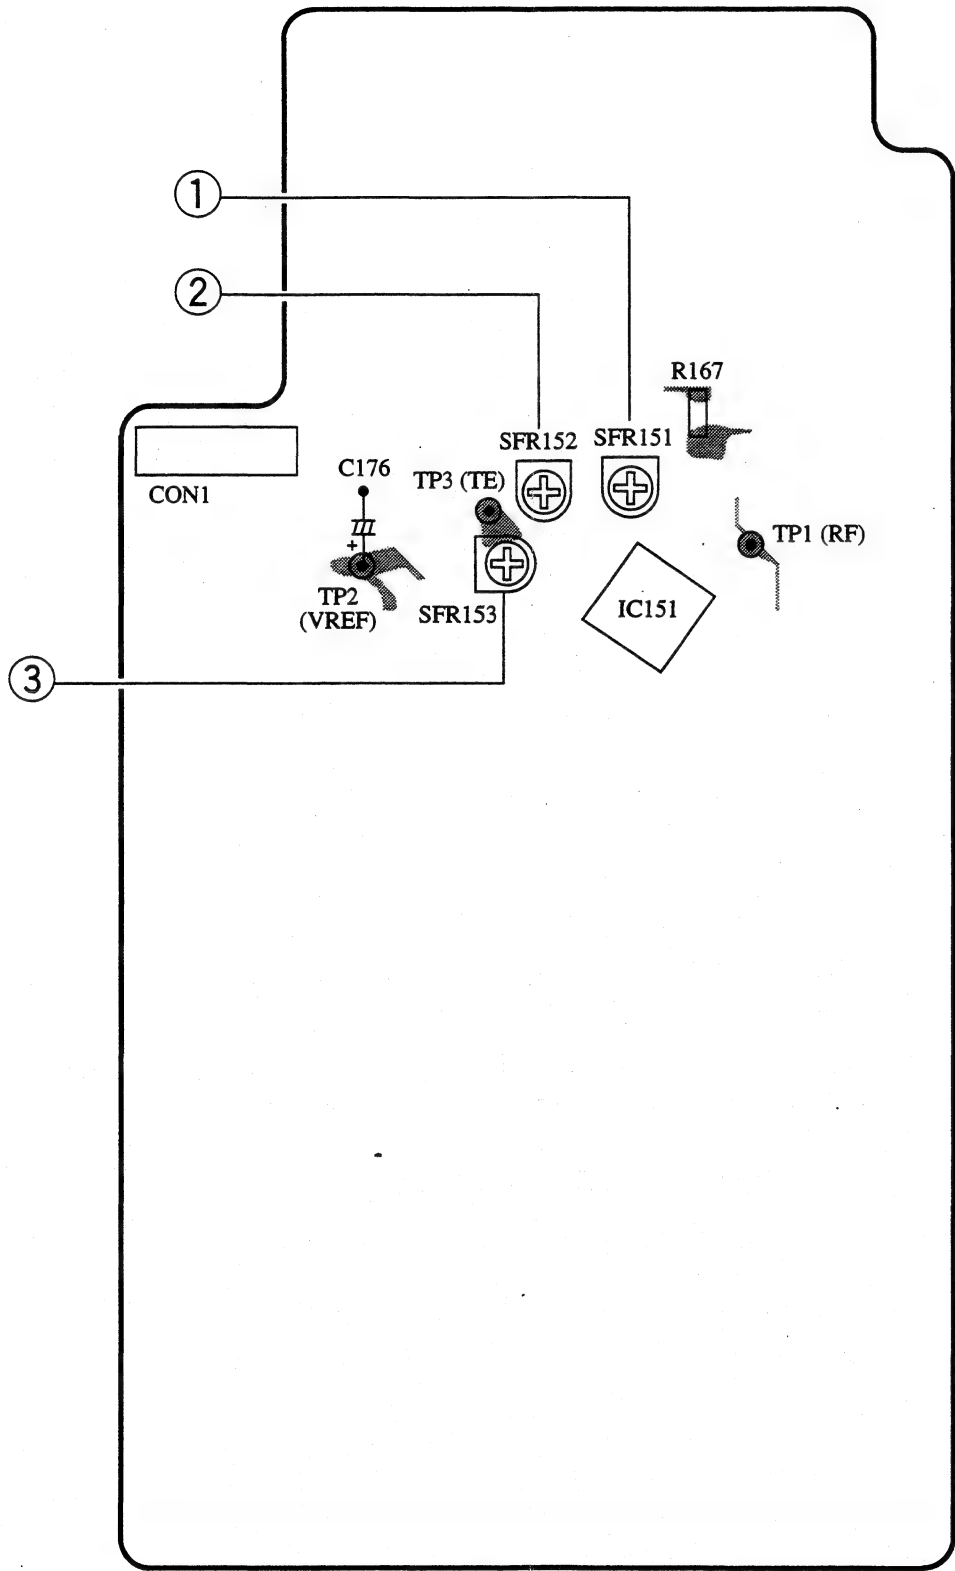 1
2
R167
SFR152
SFR151
C176
TP3 (TE)
CON1
+
TP1 (RF)
TP2
(VREF)
SFR153
IC151
3